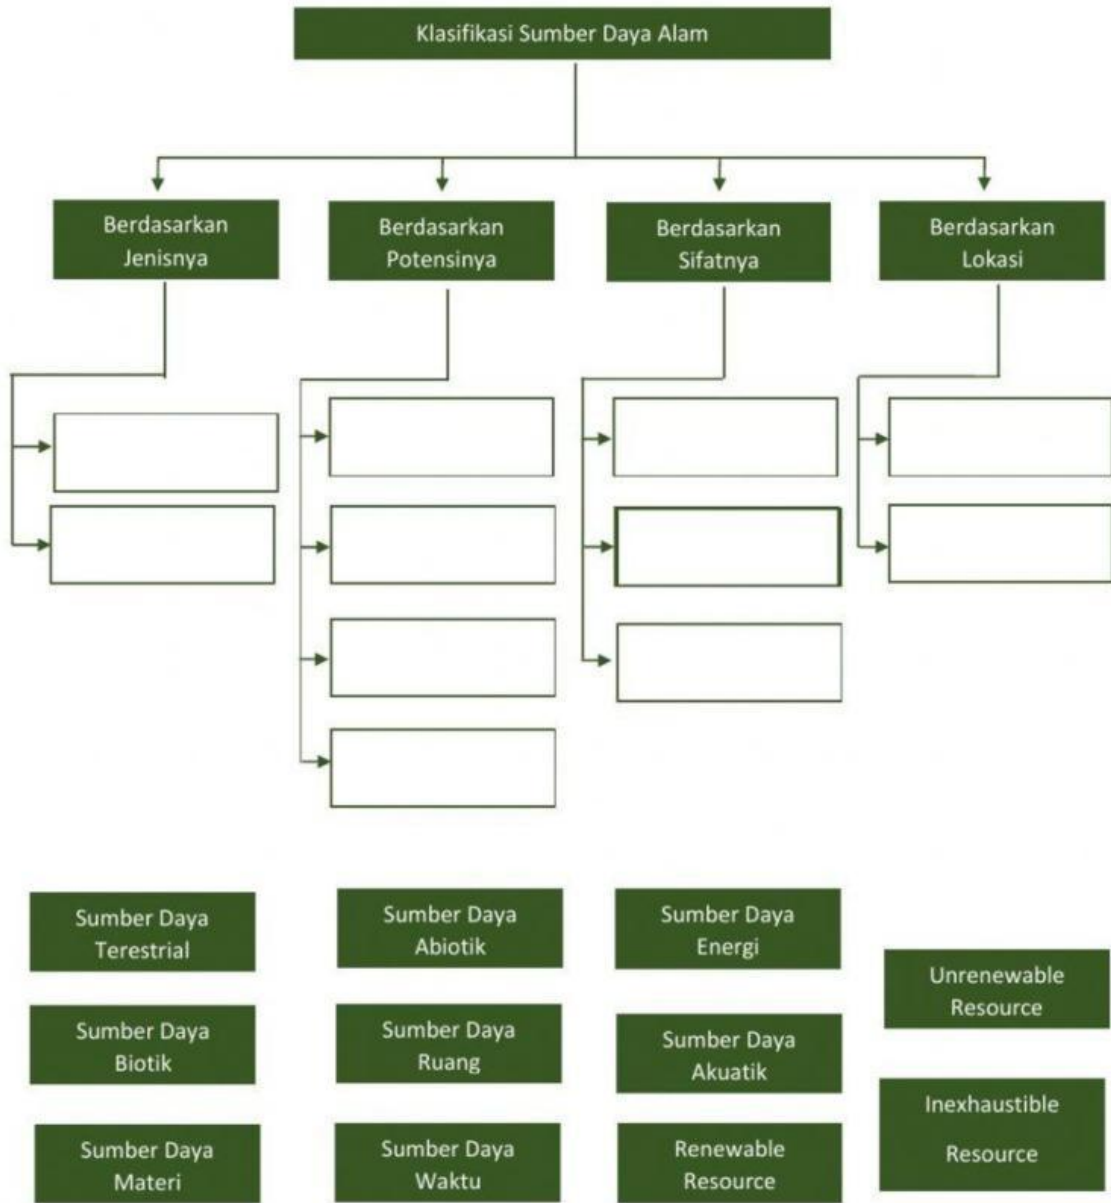 Klasifikasi Sumber Daya Alam
Berdasarkan
Jenisnya
Berdasarkan
Potensinya
Berdasarkan
Sifatnya
Berdasarkan
Lokasi
Sumber Daya
Terestrial
Sumber Daya
Abiotik
Sumber Daya
Energi
Unrenewable
Resource
Sumber Daya
Biotik
Sumber Daya
Ruang
Sumber Daya
Akuatik
Inexhaustible
Resource
Sumber Daya
Materi
Sumber Daya
Waktu
Renewable
Resource